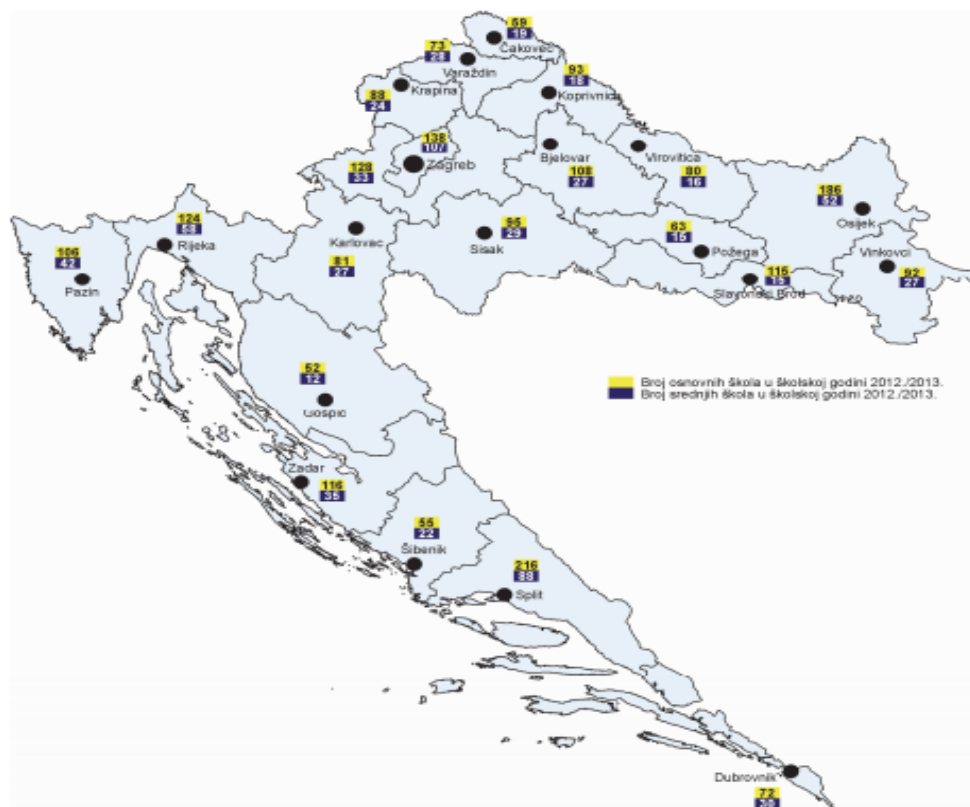 59
19
Čakovec
73
28
Varaždin
93
18
Koprivnica
88
24
Krapina
138
107
Zagreb
128
33
Bjelovar
108
27
Virovitica
80
16
186
52
Osijek
124
58
Rijeka
Karlovac
81
27
95
29
Sisak
63
15
Požega
Vinkovci
92
27
106
42
Pazin
115
15
Slavonski Brod
52
12
Gospić
Broj osnovnih škola u školskoj godini 2012./2013.
Broj srednjih škola u školskoj godini 2012./2013.
Zadar
116
35
55
22
Šibenik
216
88
Split
Dubrovnik
72